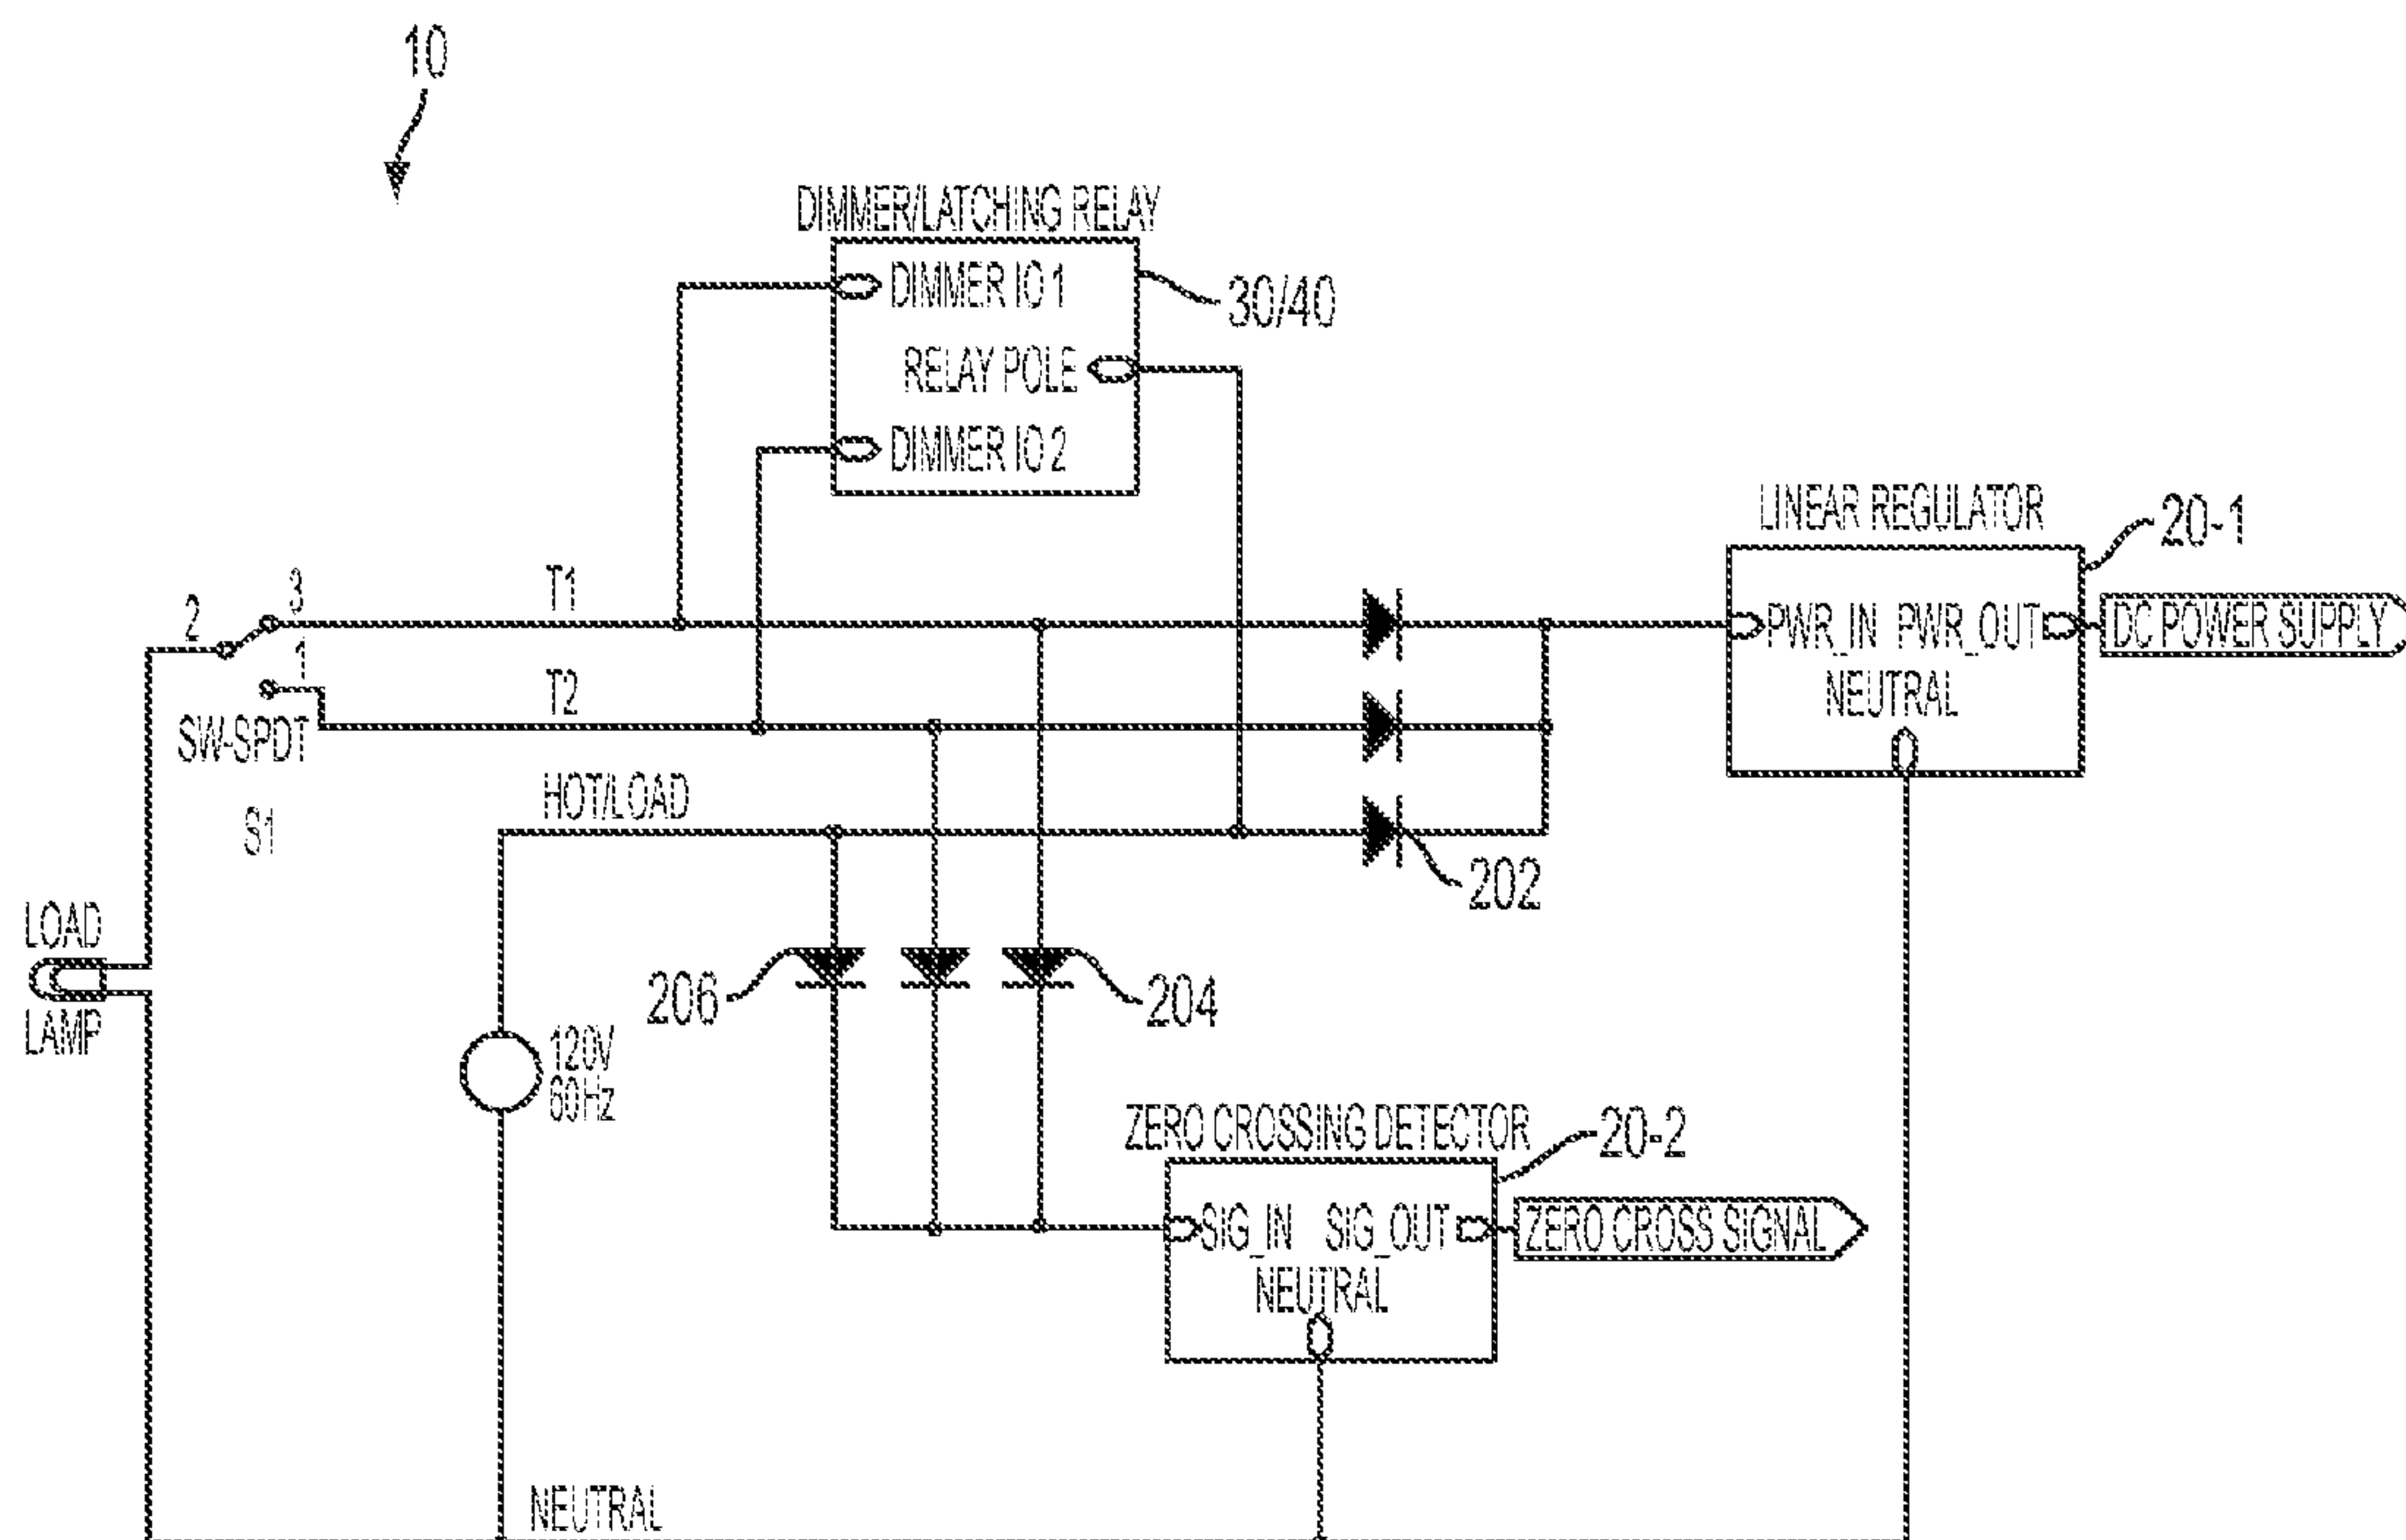 10
DIMMER/LATCHING RELAY
DIMMER IO 1
30/40
RELAY POLE
DIMMER IO 2
LINEAR REGULATOR
20-1
2
3
T1
PWR_IN PWR_OUT
DC POWER SUPPLY
1
T2
NEUTRAL
SW-SPDT
HOT/LOAD
S1
202
LOAD
LAMP
206
204
120V
60Hz
ZERO CROSSING DETECTOR
20-2
SIG_IN SIG_OUT
ZERO CROSS SIGNAL
NEUTRAL
NEUTRAL